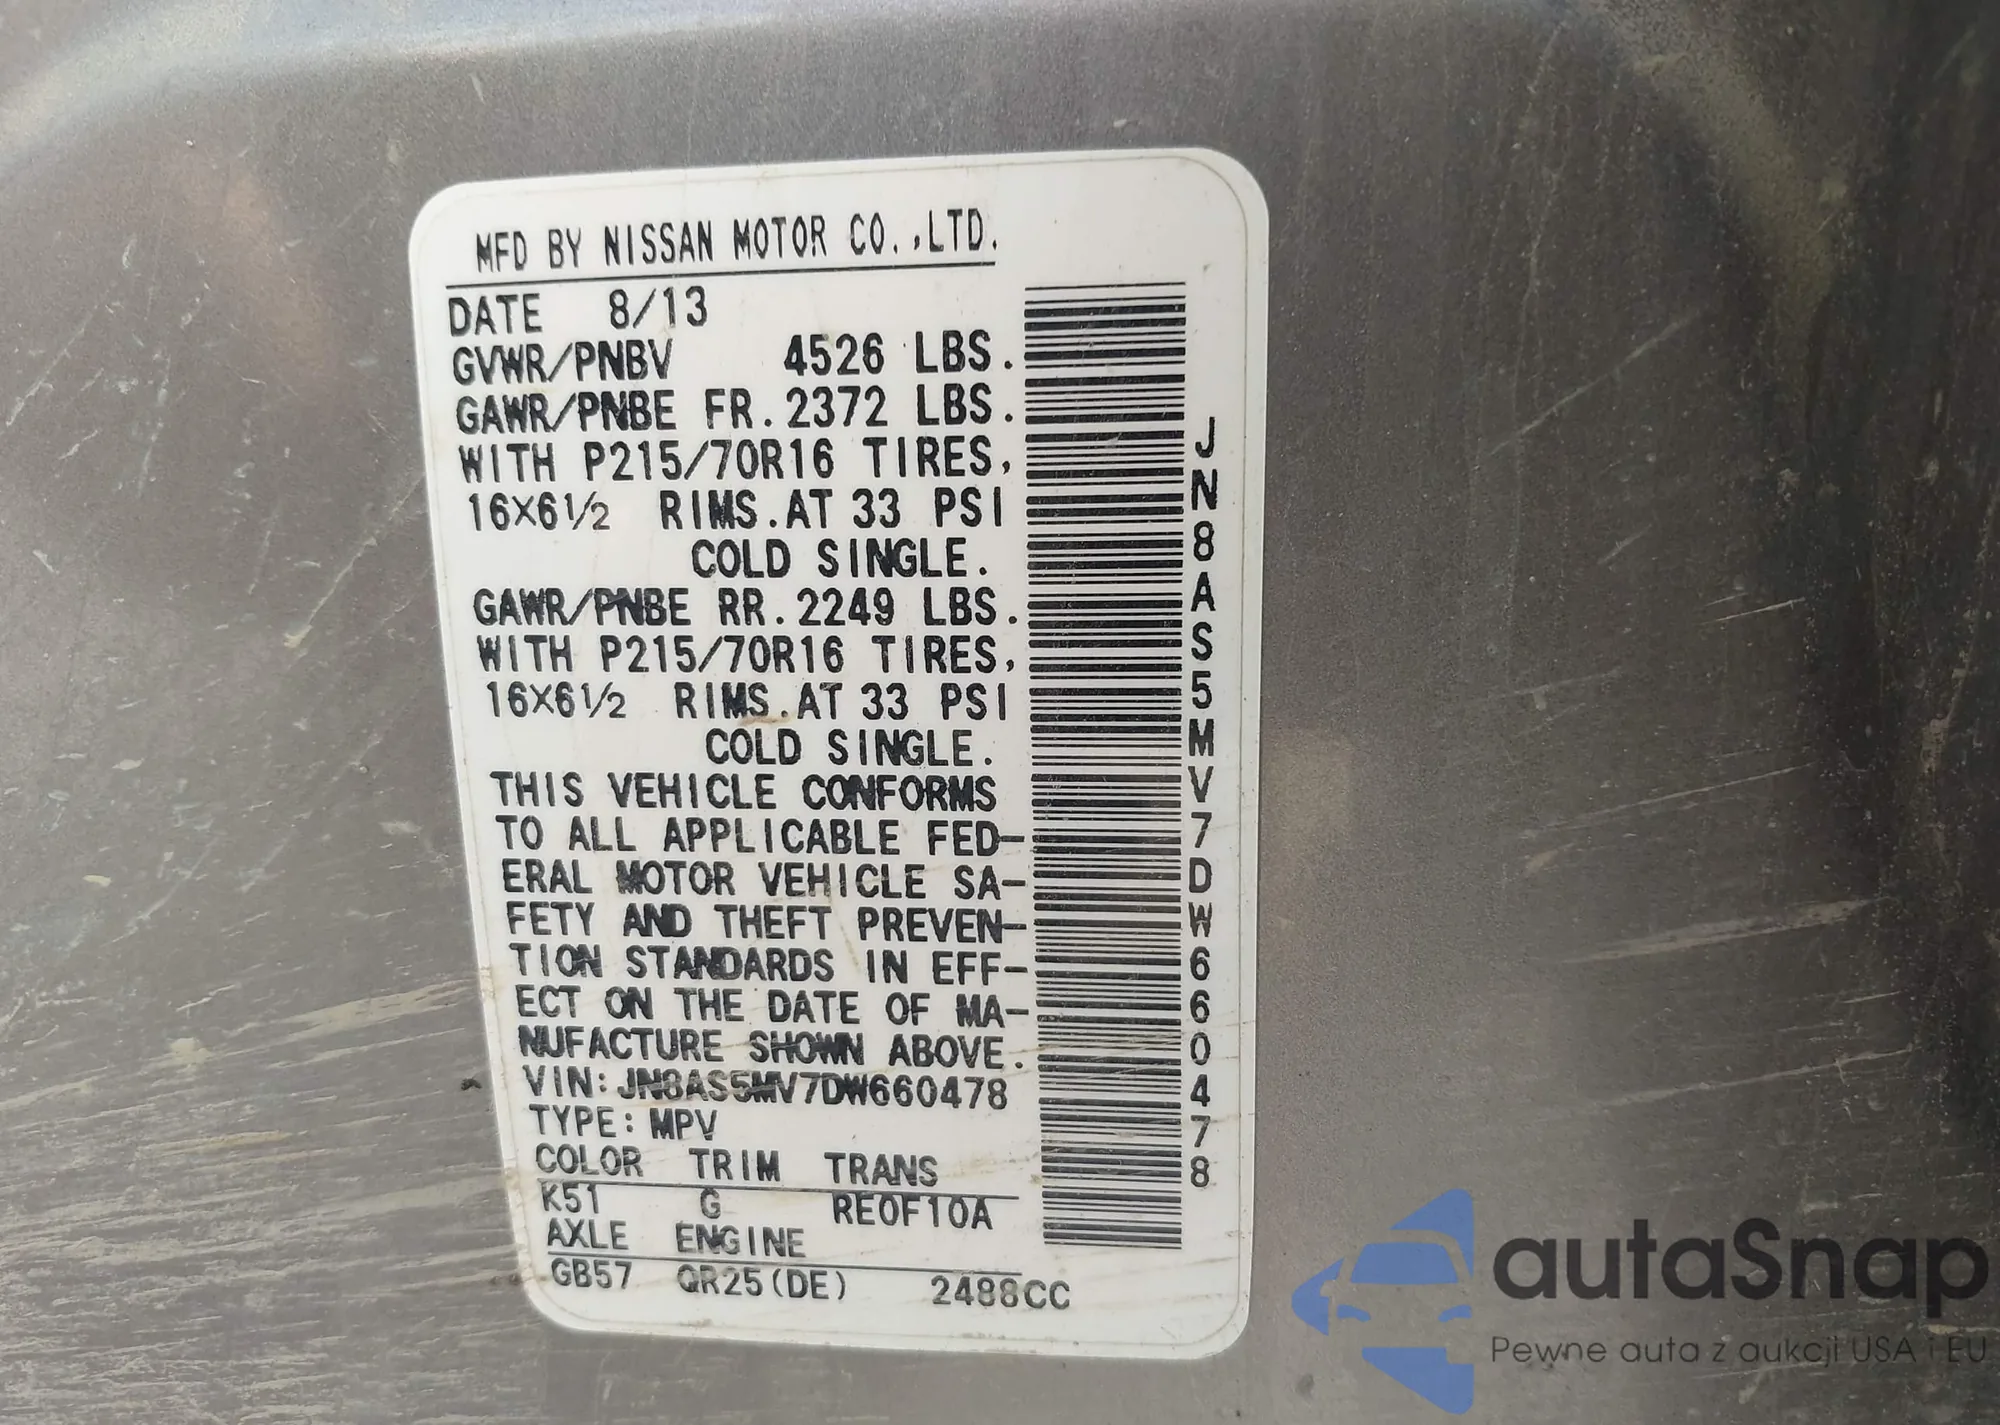 MFD BY NISSAN MOTOR CO.,LTD.
DATE 8/13
GVWR/PNBV 4526 LBS.
GAWR/PNBE FR.2372 LBS.
WITH P215/70R16 TIRES,
16X6½ RIMS.AT 33 PSI
COLD SINGLE.
GAWR/PNBE RR.2249 LBS.
WITH P215/70R16 TIRES,
16X6½ RIMS.AT 33 PSI
COLD SINGLE.
THIS VEHICLE CONFORMS
TO ALL APPLICABLE FED-
ERAL MOTOR VEHICLE SA-
FETY AND THEFT PREVEN-
TION STANDARDS IN EFF-
ECT ON THE DATE OF MA-
NUFACTURE SHOWN ABOVE.
VIN:JN8AS5MV7DW660478
TYPE:MPV
COLOR TRIM TRANS
K51 G RE0F10A
AXLE ENGINE
GB57 QR25(DE) 2488CC
JN8AS5MV7DW660478
autaSnap
Pewne auta z aukcji USA i EU